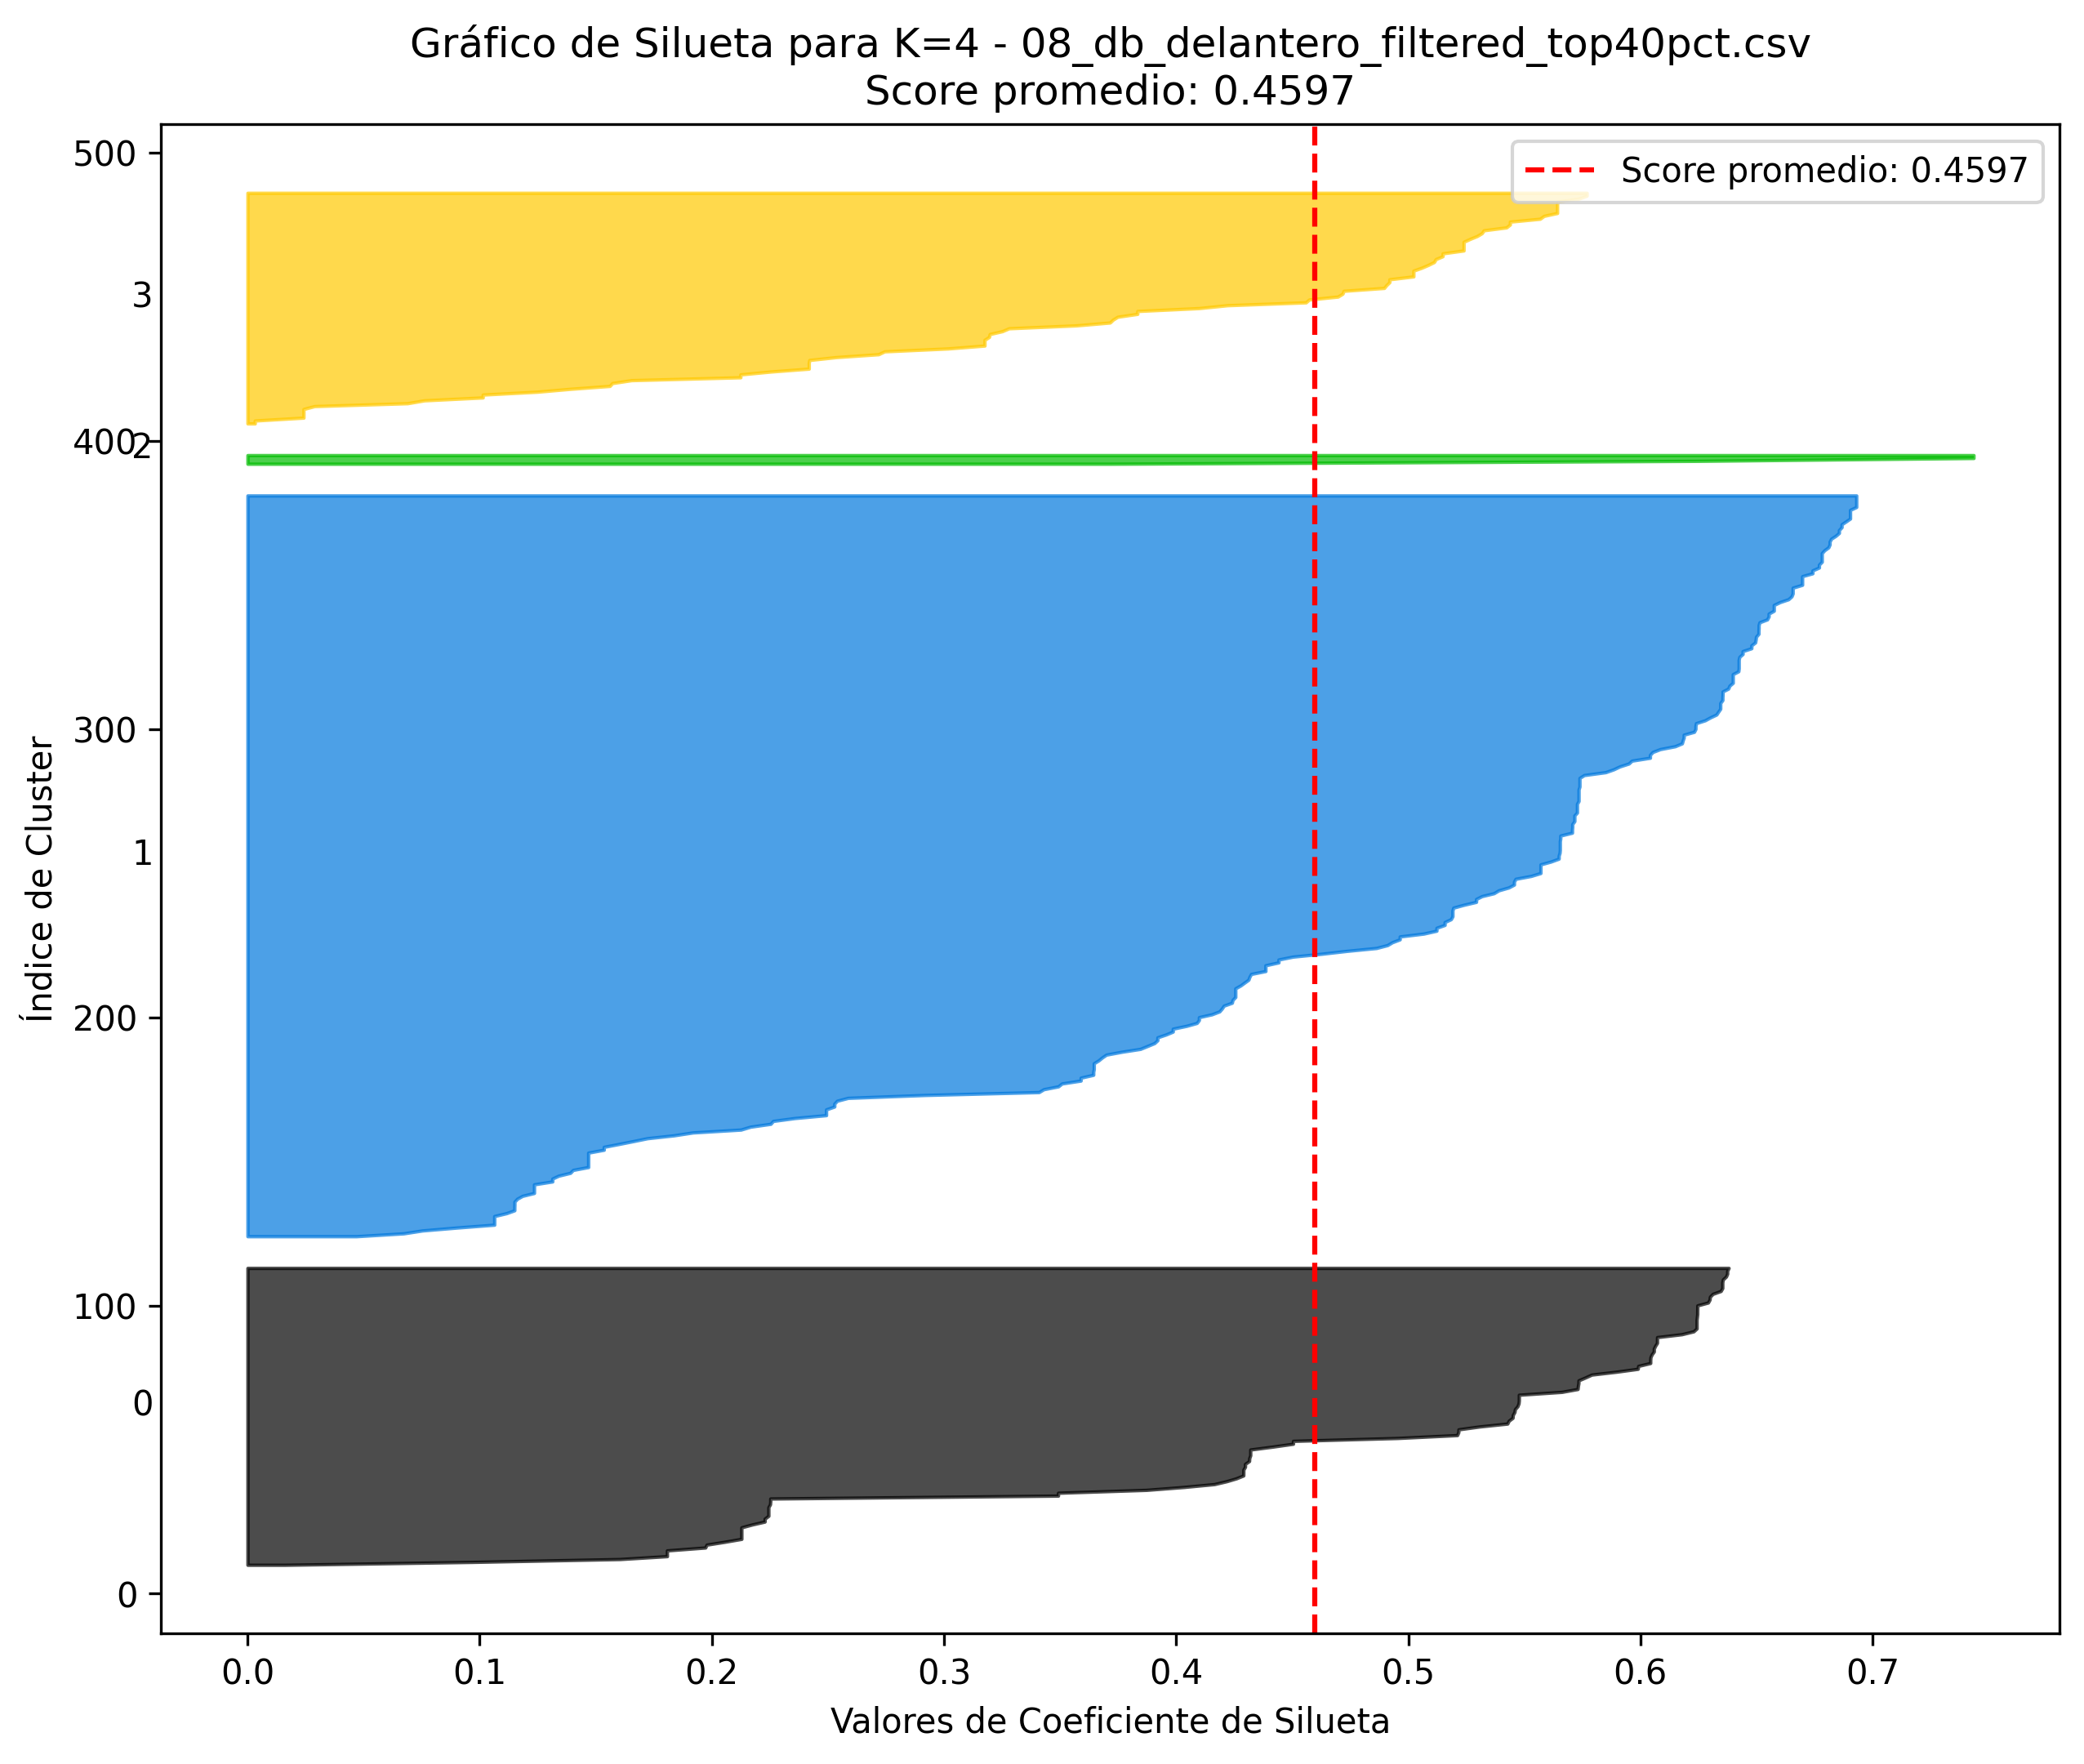 Gráfico de Silueta para K=4 - 08_db_delantero_filtered_top40pct.csv
Score promedio: 0.4597
Score promedio: 0.4597
500
3
400
2
300
1
200
100
0
0
Índice de Cluster
0.0 0.1 0.2 0.3 0.4 0.5 0.6 0.7
Valores de Coeficiente de Silueta